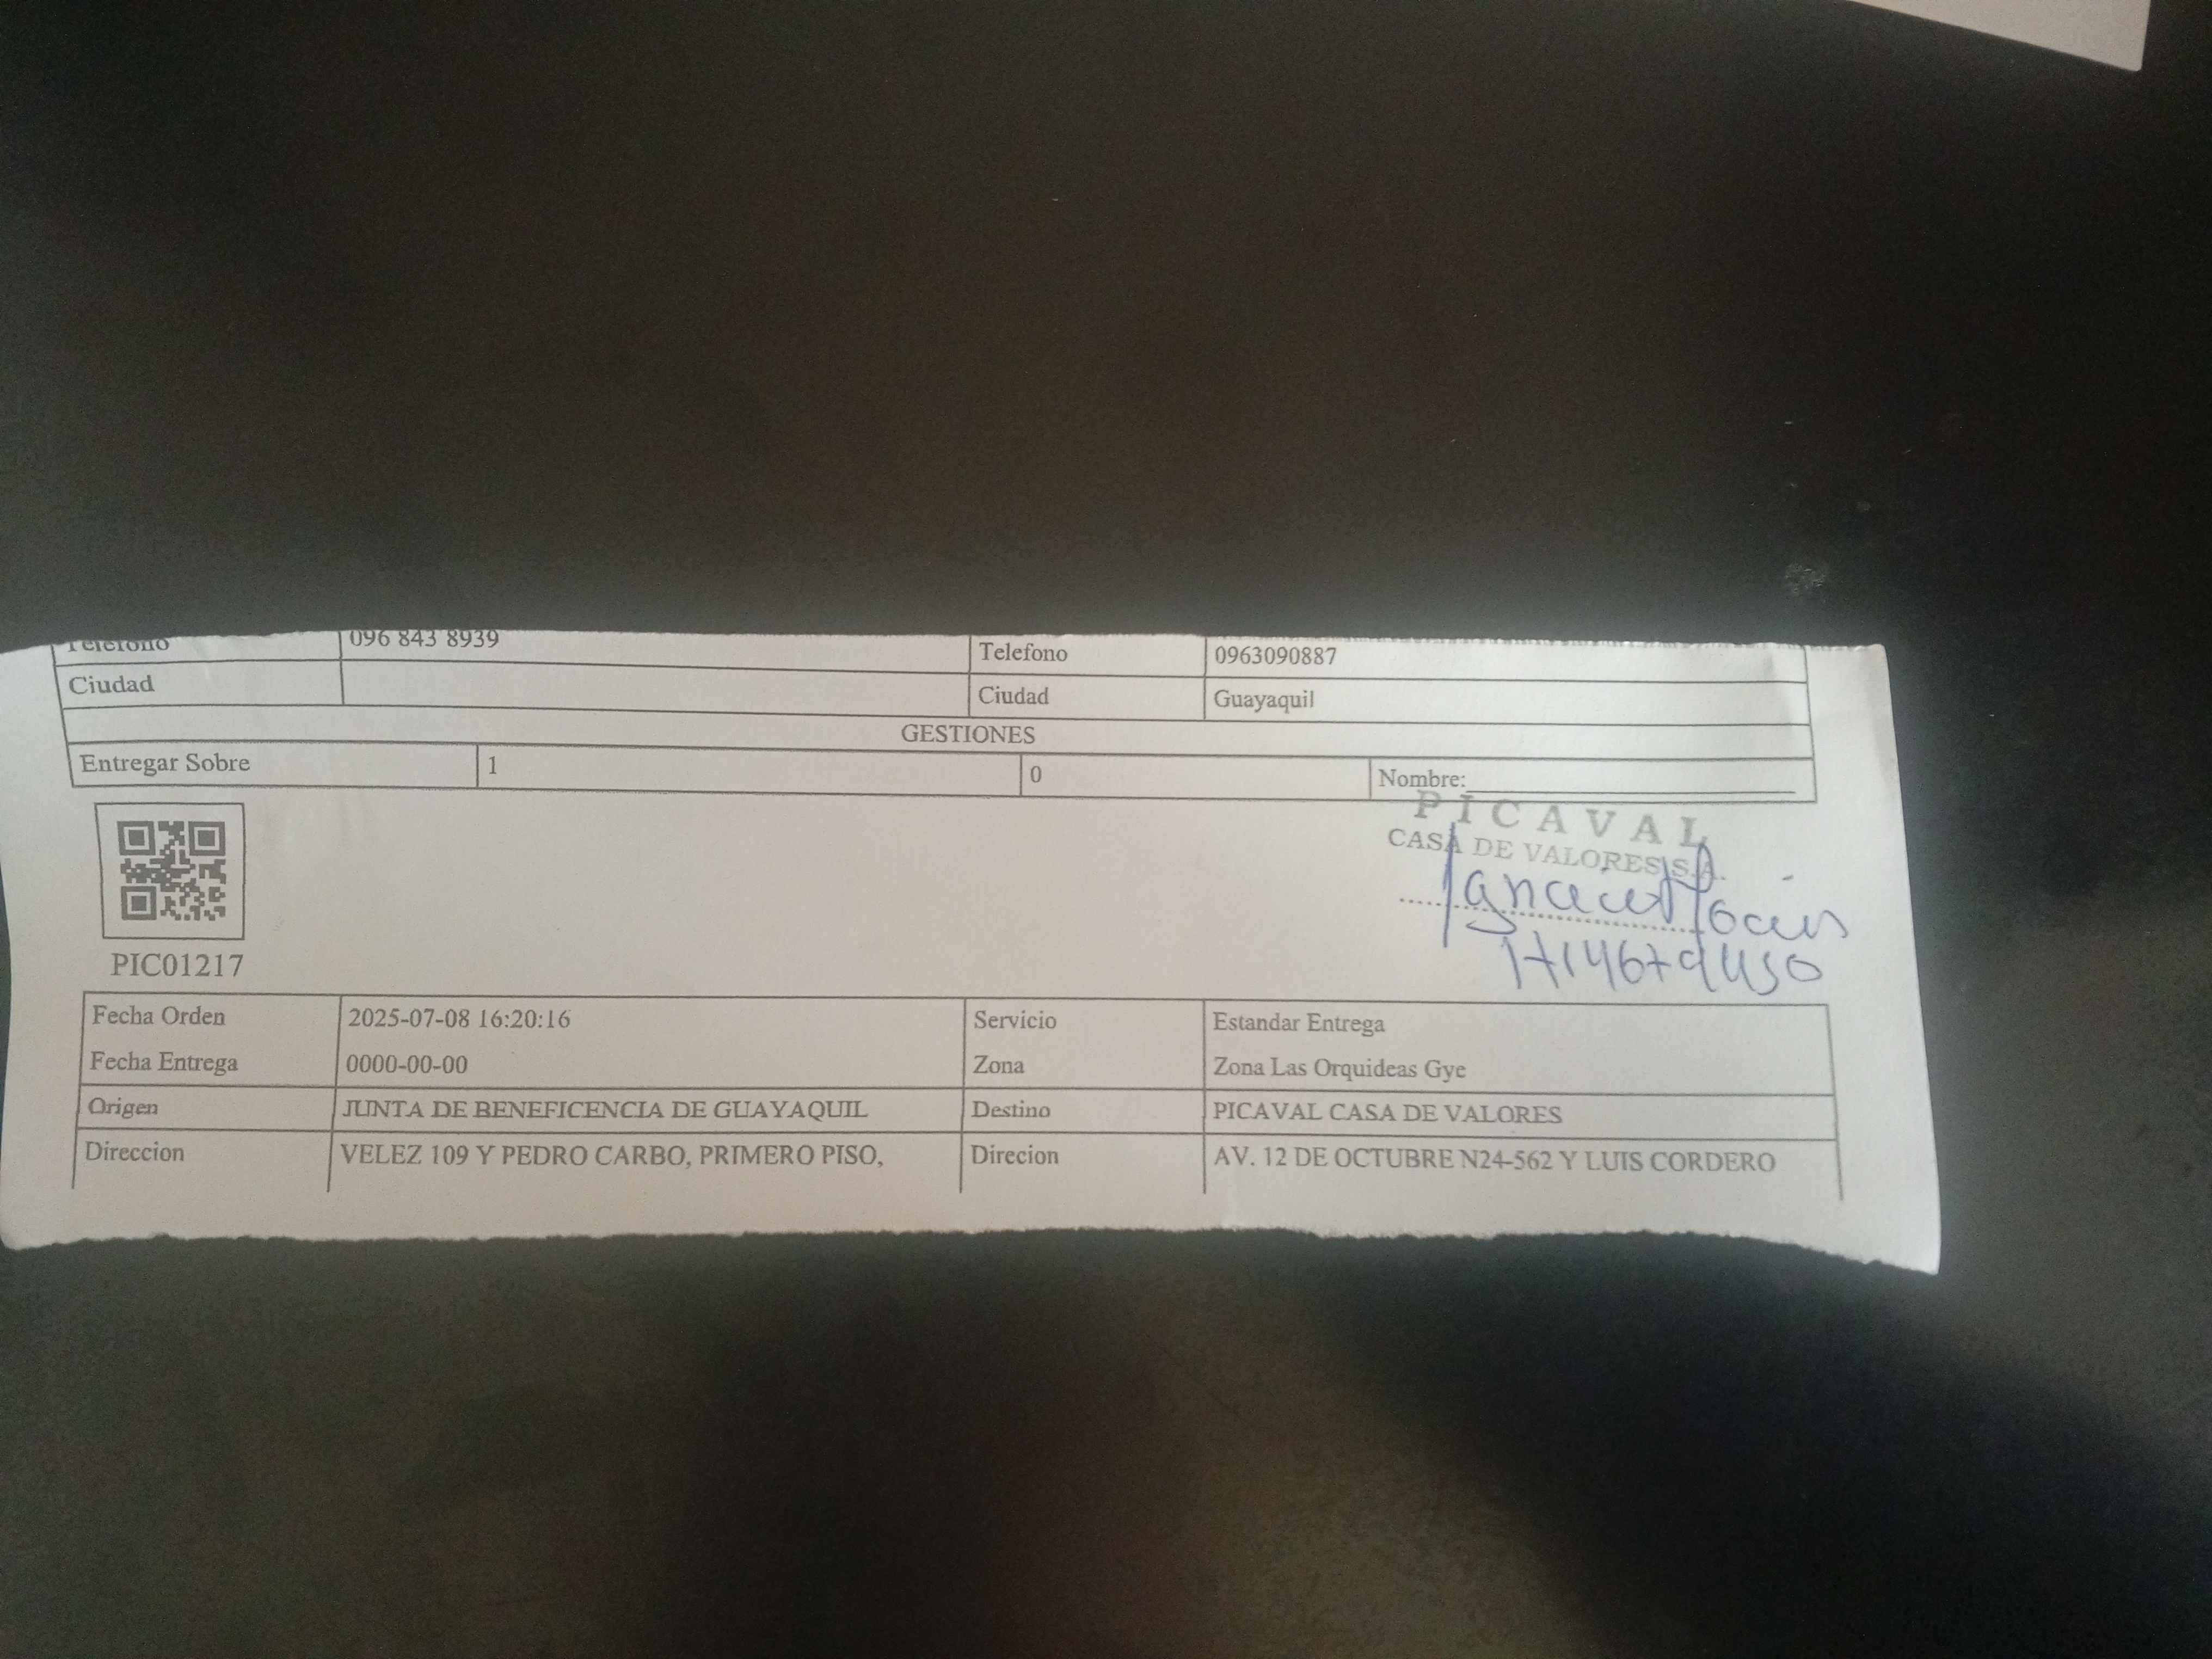 Telefono 096 843 8939 Telefono 0963090887
Ciudad Ciudad Guayaquil
GESTIONES
Entregar Sobre 1 0 Nombre:
PICAVAL
CASA DE VALORES S.A.
PIC01217
Fecha Orden 2025-07-08 16:20:16 Servicio Estandar Entrega
Fecha Entrega 0000-00-00 Zona Zona Las Orquideas Gye
Origen JUNTA DE BENEFICENCIA DE GUAYAQUIL Destino PICAVAL CASA DE VALORES
Direccion VELEZ 109 Y PEDRO CARBO, PRIMERO PISO, Direcion AV. 12 DE OCTUBRE N24-562 Y LUIS CORDERO